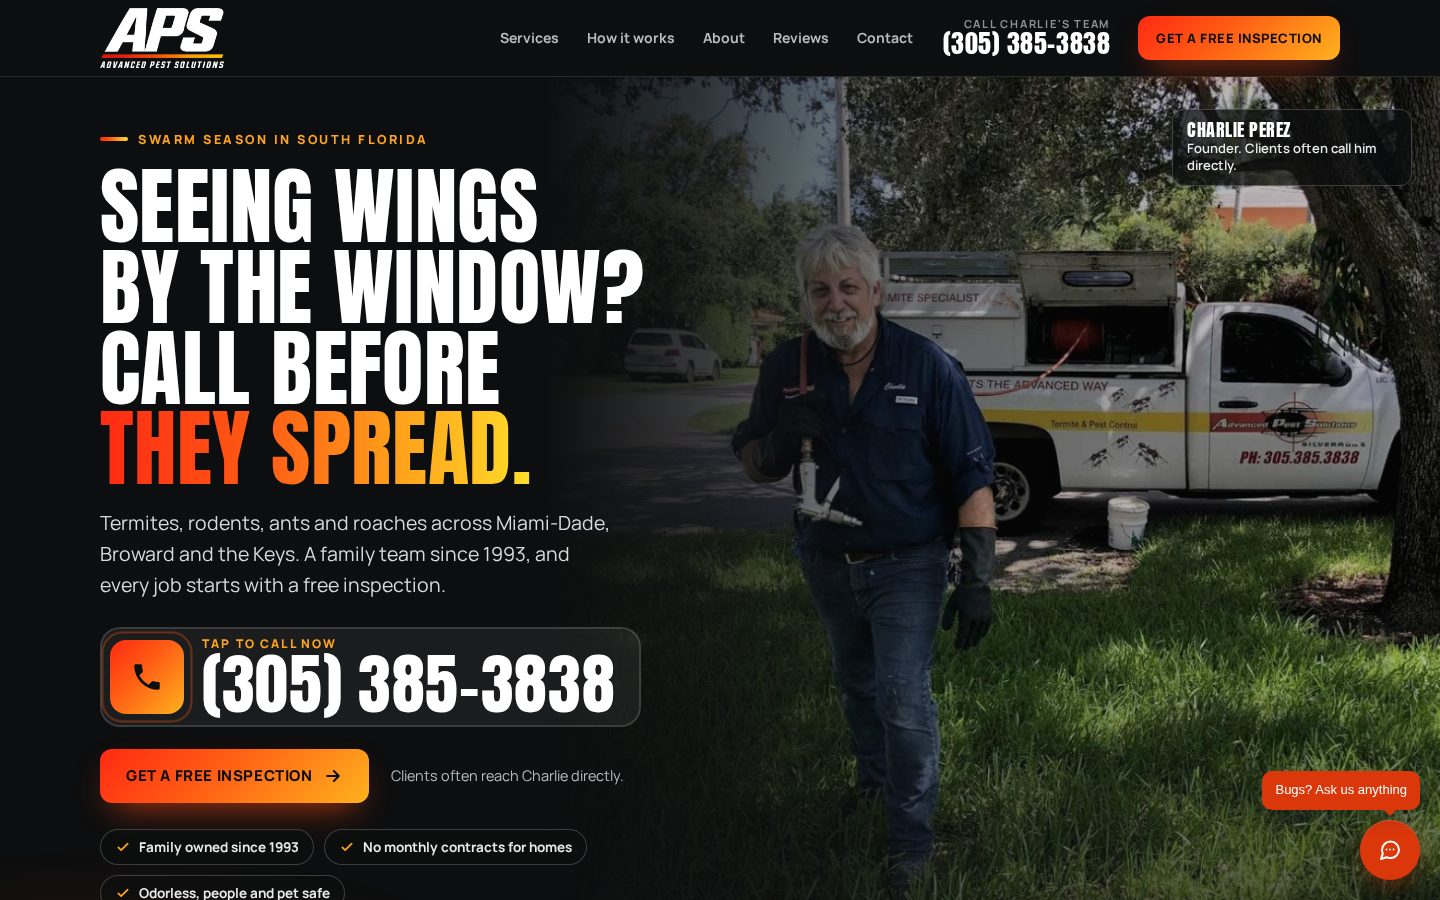 APS
ADVANCED PEST SOLUTIONS
Services
How it works
About
Reviews
Contact
CALL CHARLIE'S TEAM
(305) 385-3838
GET A FREE INSPECTION
CHARLIE PEREZ
Founder. Clients often call him
directly.
SWARM SEASON IN SOUTH FLORIDA
SEEING WINGS
BY THE WINDOW?
CALL BEFORE
THEY SPREAD.
Termites, rodents, ants and roaches across Miami-Dade,
Broward and the Keys. A family team since 1993, and
every job starts with a free inspection.
TAP TO CALL NOW
(305) 385-3838
GET A FREE INSPECTION
Clients often reach Charlie directly.
Family owned since 1993
No monthly contracts for homes
Odorless, people and pet safe
MITE SPECIALIST
THE ADVANCED WAY
Charlie
Termite & Pest Control
Advanced Pest Solutions
SILVERADO
PH: 305.385.3838
Bugs? Ask us anything